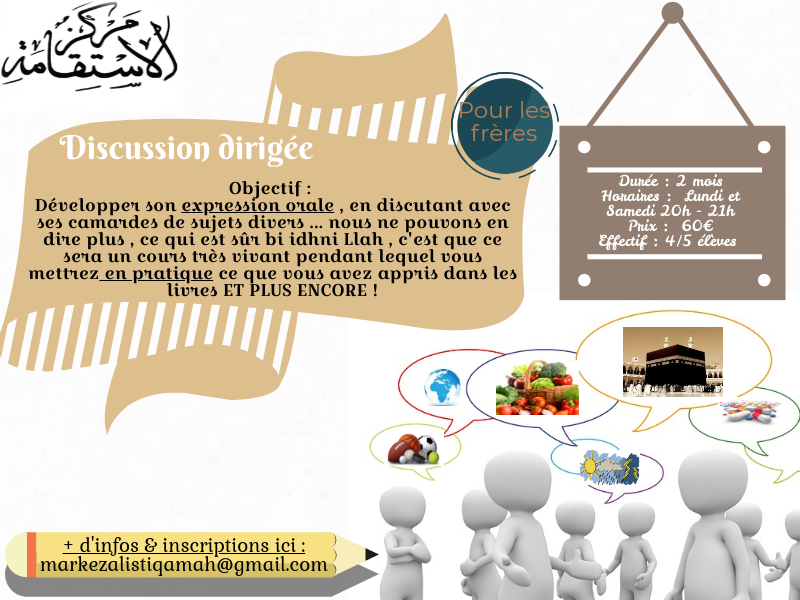 مركز
الاستقامة
Pour les
frères
Discussion dirigée
Objectif :
Développer son expression orale , en discutant avec
ses camardes de sujets divers ... nous ne pouvons en
dire plus , ce qui est sûr bi idhni Llah , c'est que ce
sera un cours très vivant pendant lequel vous
mettrez en pratique ce que vous avez appris dans les
livres ET PLUS ENCORE !
Durée : 2 mois
Horaires : Lundi et
Samedi 20h - 21h
Prix : 60€
Effectif : 4/5 élèves
+ d'infos & inscriptions ici :
markezalistiqamah@gmail.com